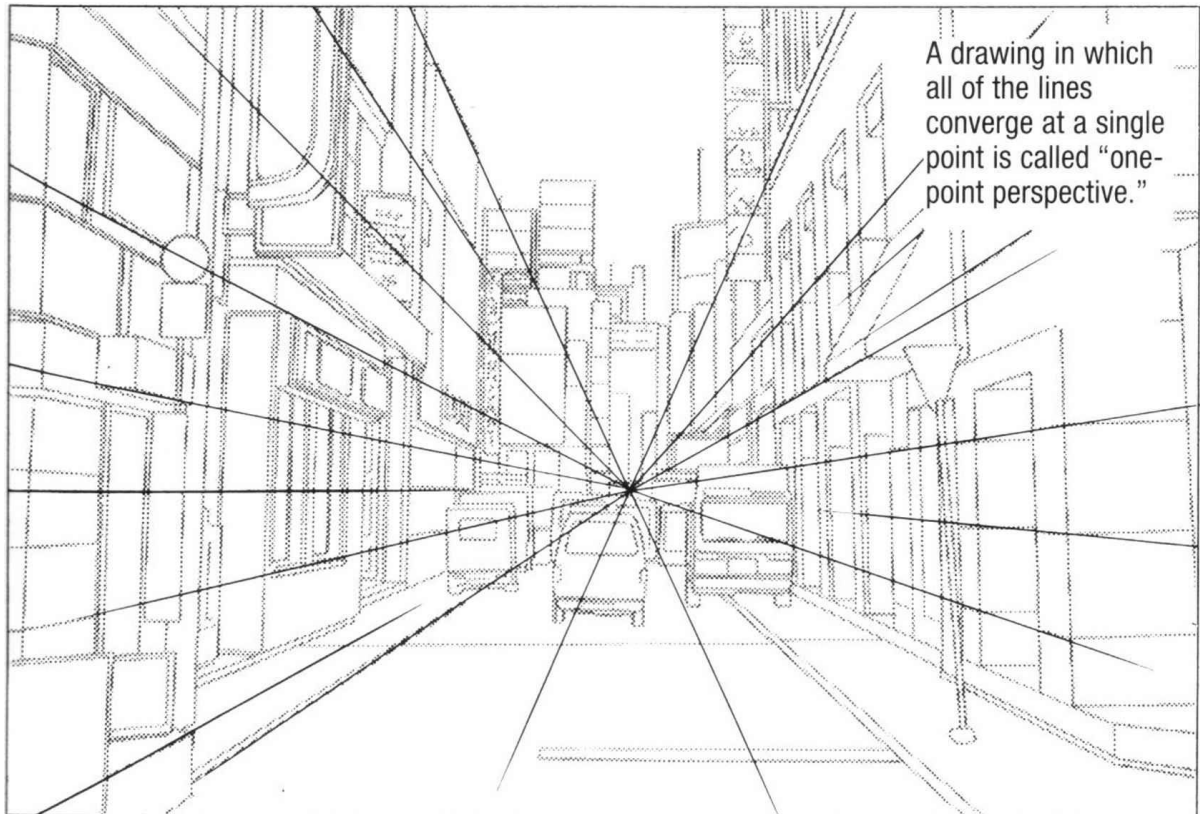 A drawing in which
all of the lines
converge at a single
point is called “one-
point perspective.”